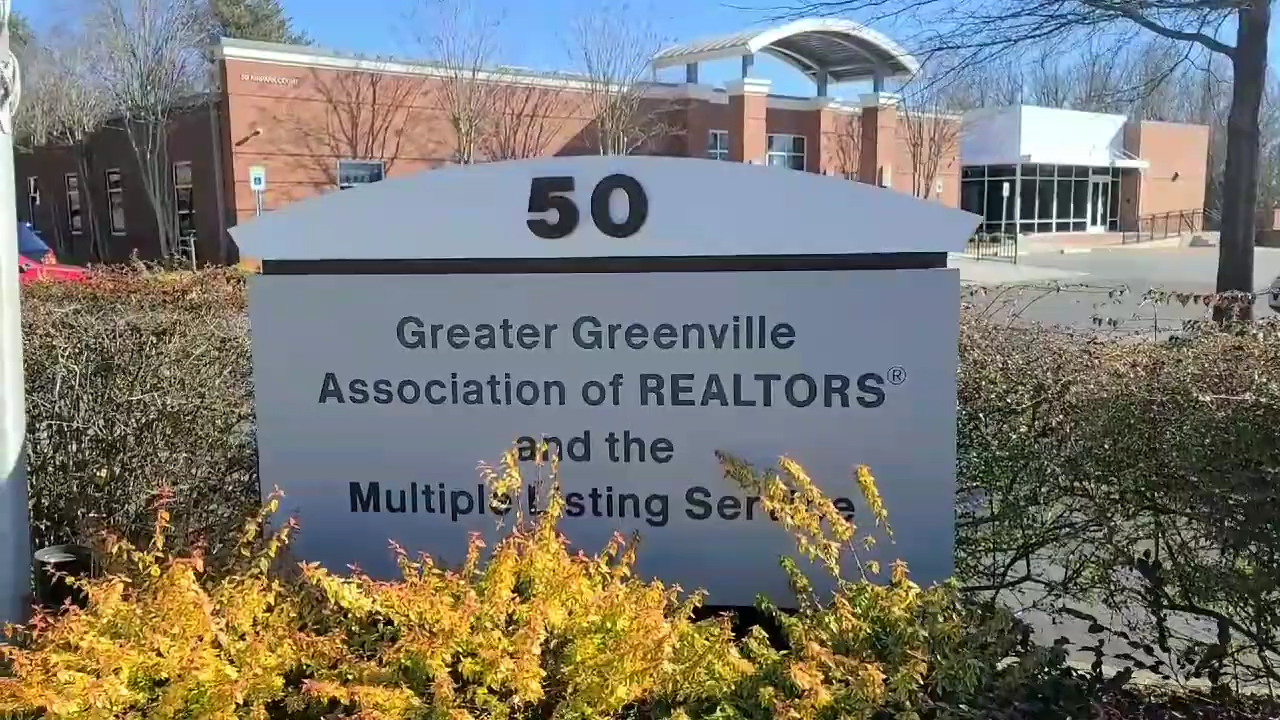 50
Greater Greenville
Association of REALTORS®
and the
Multiple Listing Service